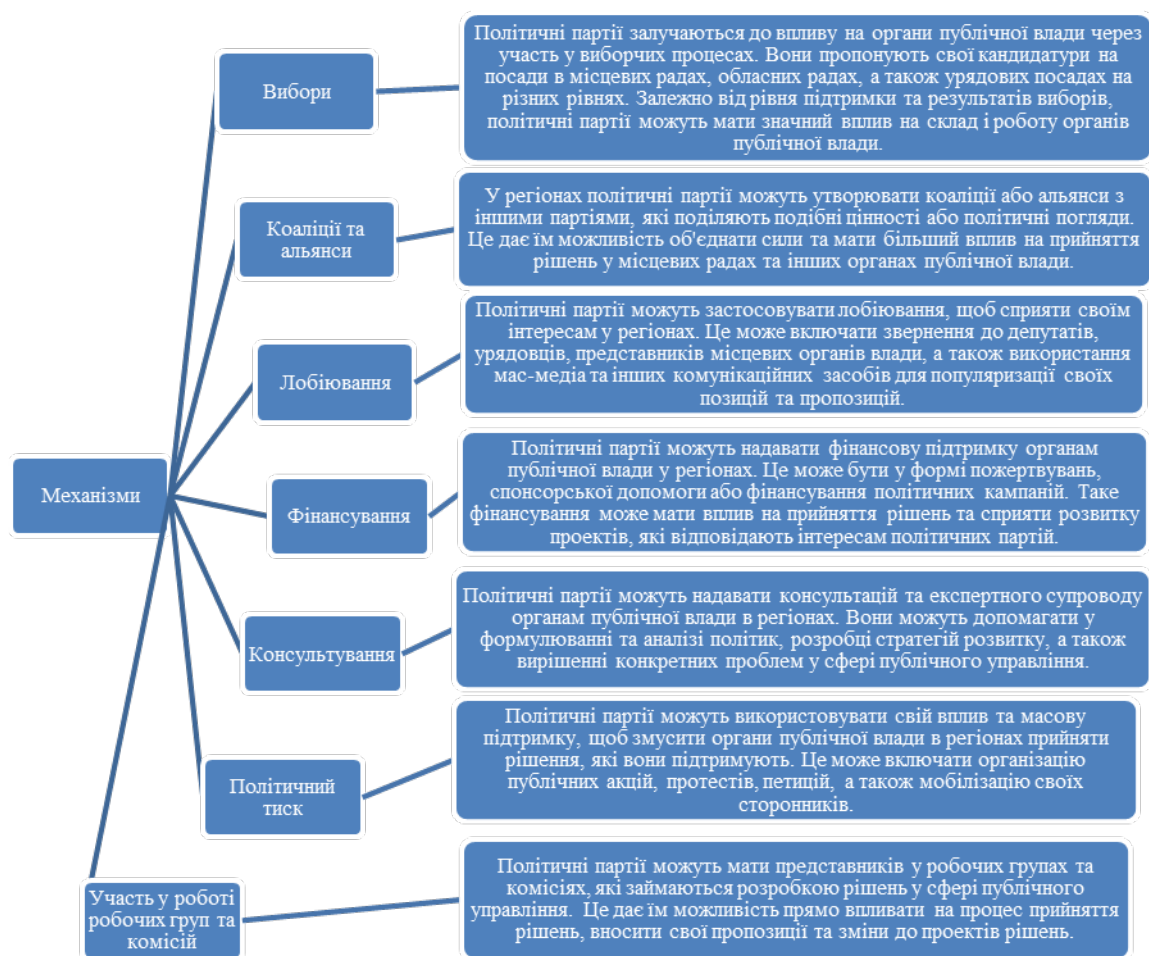 Механізми
Вибори
Політичні партії залучаються до впливу на органи публічної влади через
участь у виборчих процесах. Вони пропонують свої кандидатури на
посади в місцевих радах, обласних радах, а також урядових посадах на
різних рівнях. Залежно від рівня підтримки та результатів виборів,
політичні партії можуть мати значний вплив на склад і роботу органів
публічної влади.
Коаліції та
альянси
У регіонах політичні партії можуть утворювати коаліції або альянси з
іншими партіями, які поділяють подібні цінності або політичні погляди.
Це дає їм можливість об'єднати сили та мати більший вплив на прийняття
рішень у місцевих радах та інших органах публічної влади.
Лобіювання
Політичні партії можуть застосовувати лобіювання, щоб сприяти своїм
інтересам у регіонах. Це може включати звернення до депутатів,
урядовців, представників місцевих органів влади, а також використання
мас-медіа та інших комунікаційних засобів для популяризації своїх
позицій та пропозицій.
Фінансування
Політичні партії можуть надавати фінансову підтримку органам
публічної влади у регіонах. Це може бути у формі пожертвувань,
спонсорської допомоги або фінансування політичних кампаній. Таке
фінансування може мати вплив на прийняття рішень та сприяти розвитку
проектів, які відповідають інтересам політичних партій.
Консультування
Політичні партії можуть надавати консультацій та експертного супроводу
органам публічної влади в регіонах. Вони можуть допомагати у
формулюванні та аналізі політик, розробці стратегій розвитку, а також
вирішенні конкретних проблем у сфері публічного управління.
Політичний
тиск
Політичні партії можуть використовувати свій вплив та масову
підтримку, щоб змусити органи публічної влади в регіонах прийняти
рішення, які вони підтримують. Це може включати організацію
публічних акцій, протестів, петицій, а також мобілізацію своїх
сторонників.
Участь у роботі
робочих груп та
комісій
Політичні партії можуть мати представників у робочих групах та
комісіях, які займаються розробкою рішень у сфері публічного
управління. Це дає їм можливість прямо впливати на процес прийняття
рішень, вносити свої пропозиції та зміни до проектів рішень.